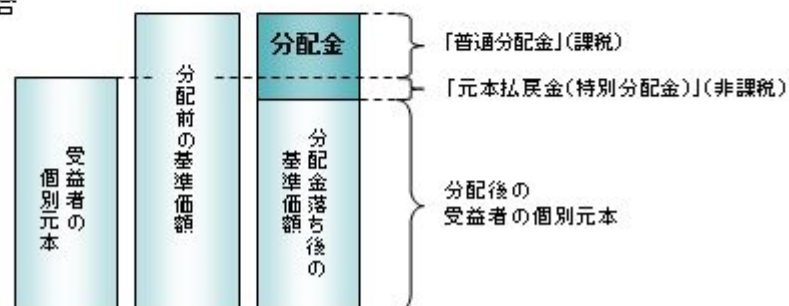 合
分配金
「普通分配金」(課税)
「元本払戻金(特別分配金)」(非課税)
受益者の
個別元本
分配前の基準価額
分配金落ち後の
基準価額
分配後の
受益者の個別元本